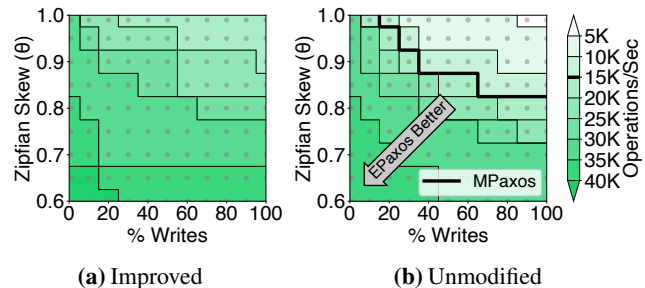 1.0
0.9
0.8
0.7
0.6
Zipfian Skew (θ)
0 20 40 60 80 100
% Writes
(a) Improved
1.0
0.9
0.8
0.7
0.6
Zipfian Skew (θ)
EPaxos Better
MPaxos
0 20 40 60 80 100
% Writes
(b) Unmodified
5K
10K
15K
20K
25K
30K
35K
40K
Operations/Sec